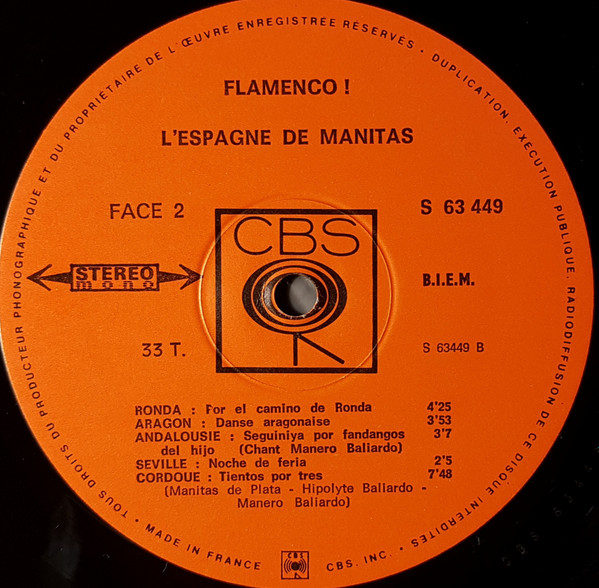 TOUS DROITS DU PRODUCTEUR PHONOGRAPHIQUE ET DU PROPRIÉTAIRE DE L'ŒUVRE ENREGISTRÉE RÉSERVÉS • DUPLICATION, EXÉCUTION PUBLIQUE, RADIODIFFUSION DE CE DISQUE INTERDITES •
FLAMENCO !
L'ESPAGNE DE MANITAS
FACE 2
S 63 449
CBS
STEREO
mono
B.I.E.M.
33 T.
S 63449 B
RONDA : For el camino de Ronda 4'25
ARAGON : Danse aragonaise 3'53
ANDALOUSIE : Seguiniya por fandangos 3'7
del hijo (Chant Manero Baliardo)
SEVILLE : Noche de feria 2'5
CORDOUE : Tientos por tres 7'48
(Manitas de Plata - Hipolyte Baliardo -
Manero Baliardo)
CBS
• MADE IN FRANCE CBS. INC. •